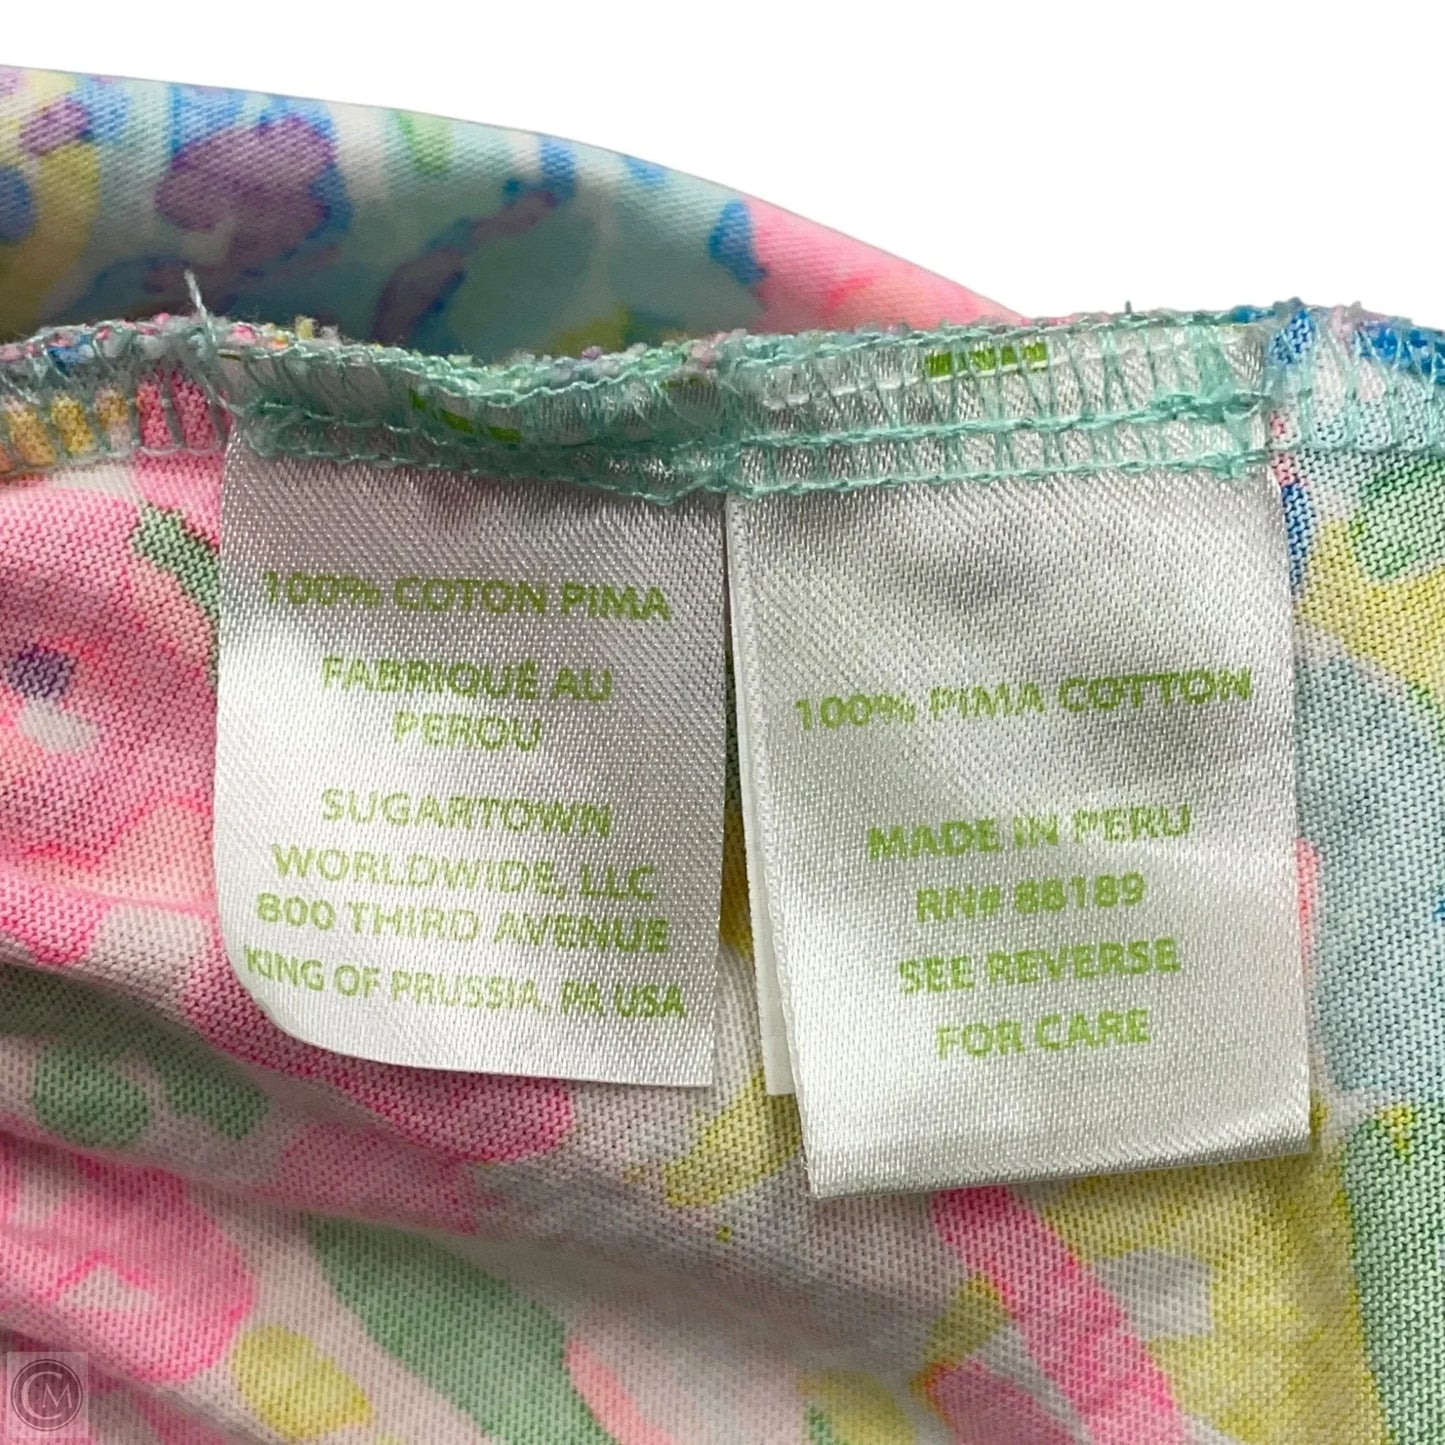 100% COTON PIMA
FABRIQUÉ AU
PEROU
SUGARTOWN
WORLDWIDE, LLC
800 THIRD AVENUE
KING OF PRUSSIA, PA USA
100% PIMA COTTON
MADE IN PERU
RN# 88189
SEE REVERSE
FOR CARE
CM